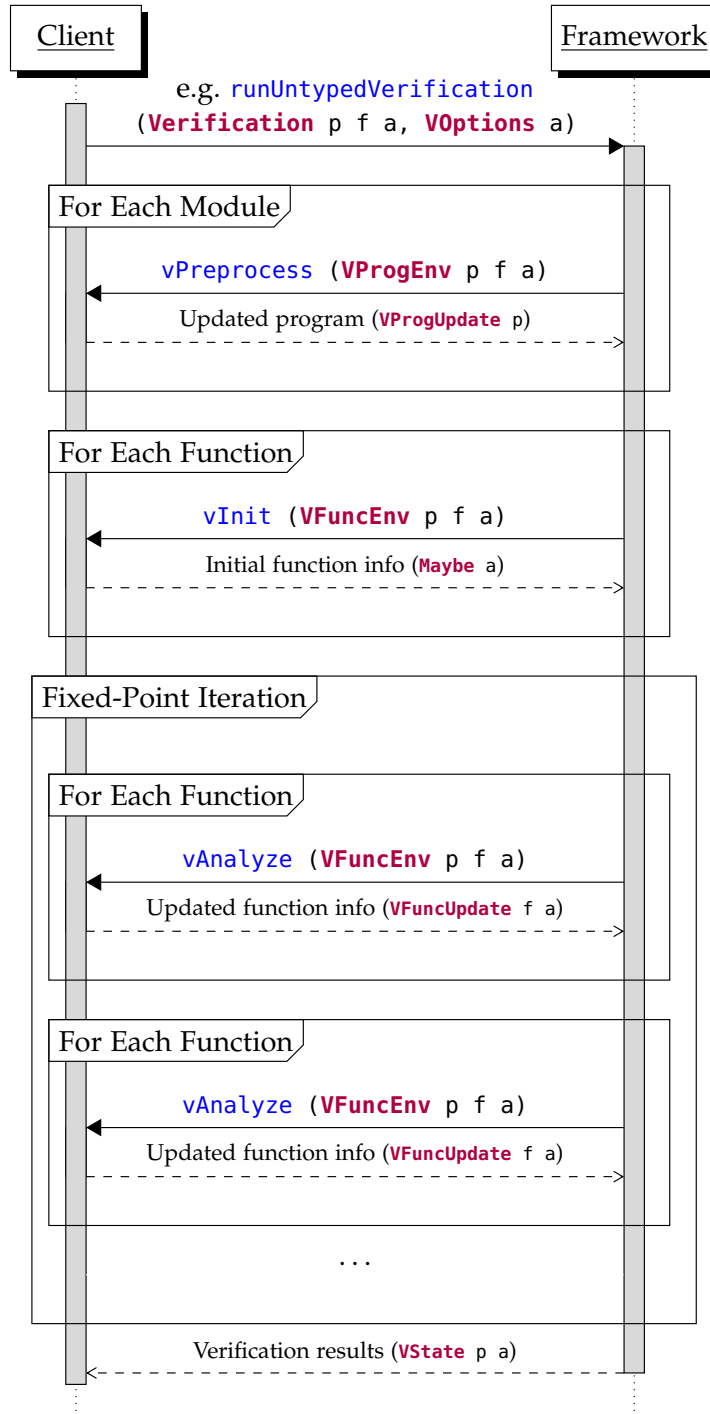 Client
Framework
e.g. runUntypedVerification
(Verification p f a, VOptions a)
For Each Module
vPreprocess (VProgEnv p f a)
Updated program (VProgUpdate p)
For Each Function
vInit (VFuncEnv p f a)
Initial function info (Maybe a)
Fixed-Point Iteration
For Each Function
vAnalyze (VFuncEnv p f a)
Updated function info (VFuncUpdate f a)
For Each Function
vAnalyze (VFuncEnv p f a)
Updated function info (VFuncUpdate f a)
...
Verification results (VState p a)